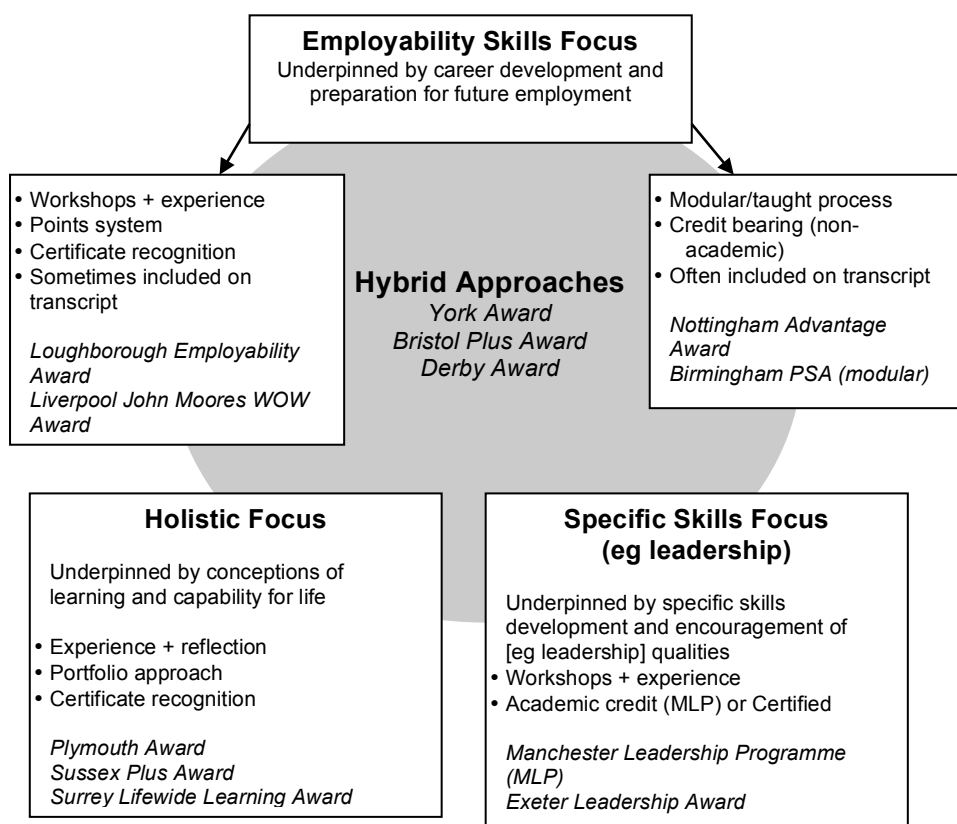 Employability Skills Focus
Underpinned by career development and
preparation for future employment
• Workshops + experience
• Points system
• Certificate recognition
• Sometimes included on
transcript
Loughborough Employability
Award
Liverpool John Moores WOW
Award
Hybrid Approaches
York Award
Bristol Plus Award
Derby Award
• Modular/taught process
• Credit bearing (non-
academic)
• Often included on transcript
Nottingham Advantage
Award
Birmingham PSA (modular)
Holistic Focus
Underpinned by conceptions of
learning and capability for life
• Experience + reflection
• Portfolio approach
• Certificate recognition
Plymouth Award
Sussex Plus Award
Surrey Lifewide Learning Award
Specific Skills Focus
(eg leadership)
Underpinned by specific skills
development and encouragement of
[eg leadership] qualities
• Workshops + experience
• Academic credit (MLP) or Certified
Manchester Leadership Programme
(MLP)
Exeter Leadership Award